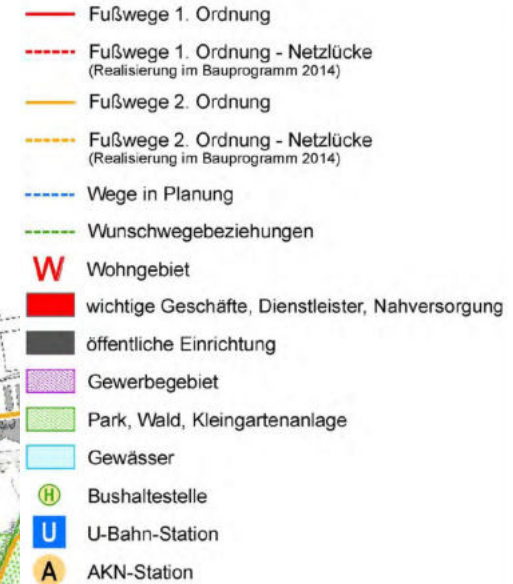 Fußwege 1. Ordnung
Fußwege 1. Ordnung - Netzlücke
(Realisierung im Bauprogramm 2014)
Fußwege 2. Ordnung
Fußwege 2. Ordnung - Netzlücke
(Realisierung im Bauprogramm 2014)
Wege in Planung
Wunschwegebeziehungen
W Wohngebiet
wichtige Geschäfte, Dienstleister, Nahversorgung
öffentliche Einrichtung
Gewerbegebiet
Park, Wald, Kleingartenanlage
Gewässer
H Bushaltestelle
U U-Bahn-Station
A AKN-Station